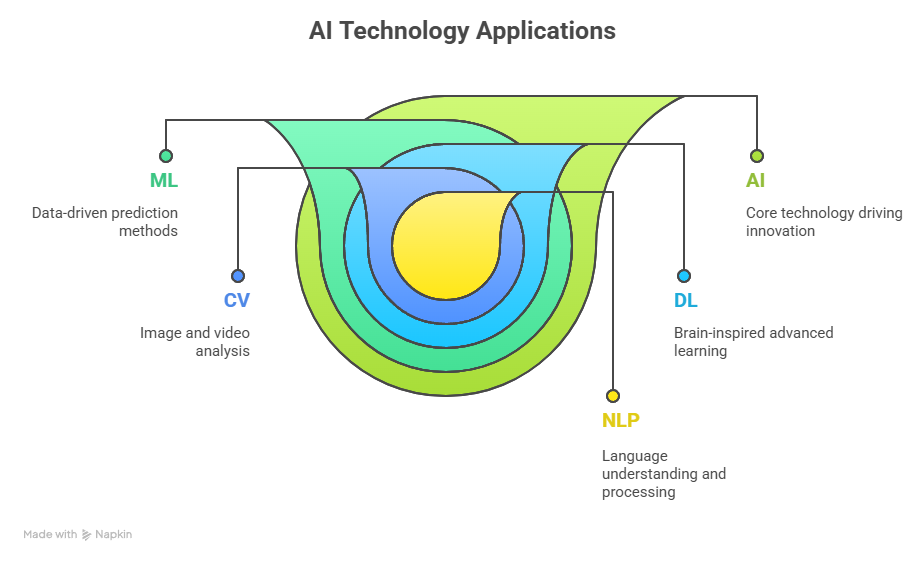 AI Technology Applications
ML
Data-driven prediction
methods
AI
Core technology driving
innovation
CV
Image and video
analysis
DL
Brain-inspired advanced
learning
NLP
Language
understanding and
processing
Made with Napkin